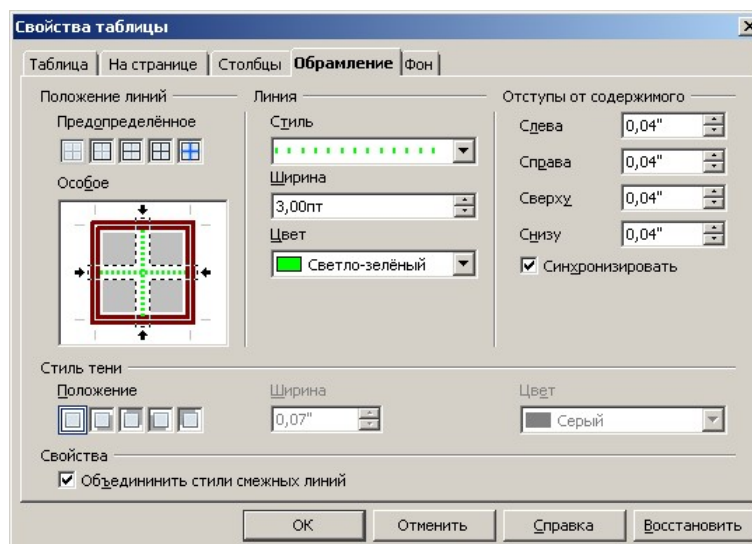 Свойства таблицы
Таблица На странице Столбцы Обрамление Фон
Положение линий
Предопределённое
Особое
Линия
Стиль
Ширина
3,00пт
Цвет
Светло-зелёный
Отступы от содержимого
Слева 0,04"
Справа 0,04"
Сверху 0,04"
Снизу 0,04"
Синхронизировать
Стиль тени
Положение
Ширина
0,07"
Цвет
Серый
Свойства
Объедининить стили смежных линий
ОК Отменить Справка Восстановить